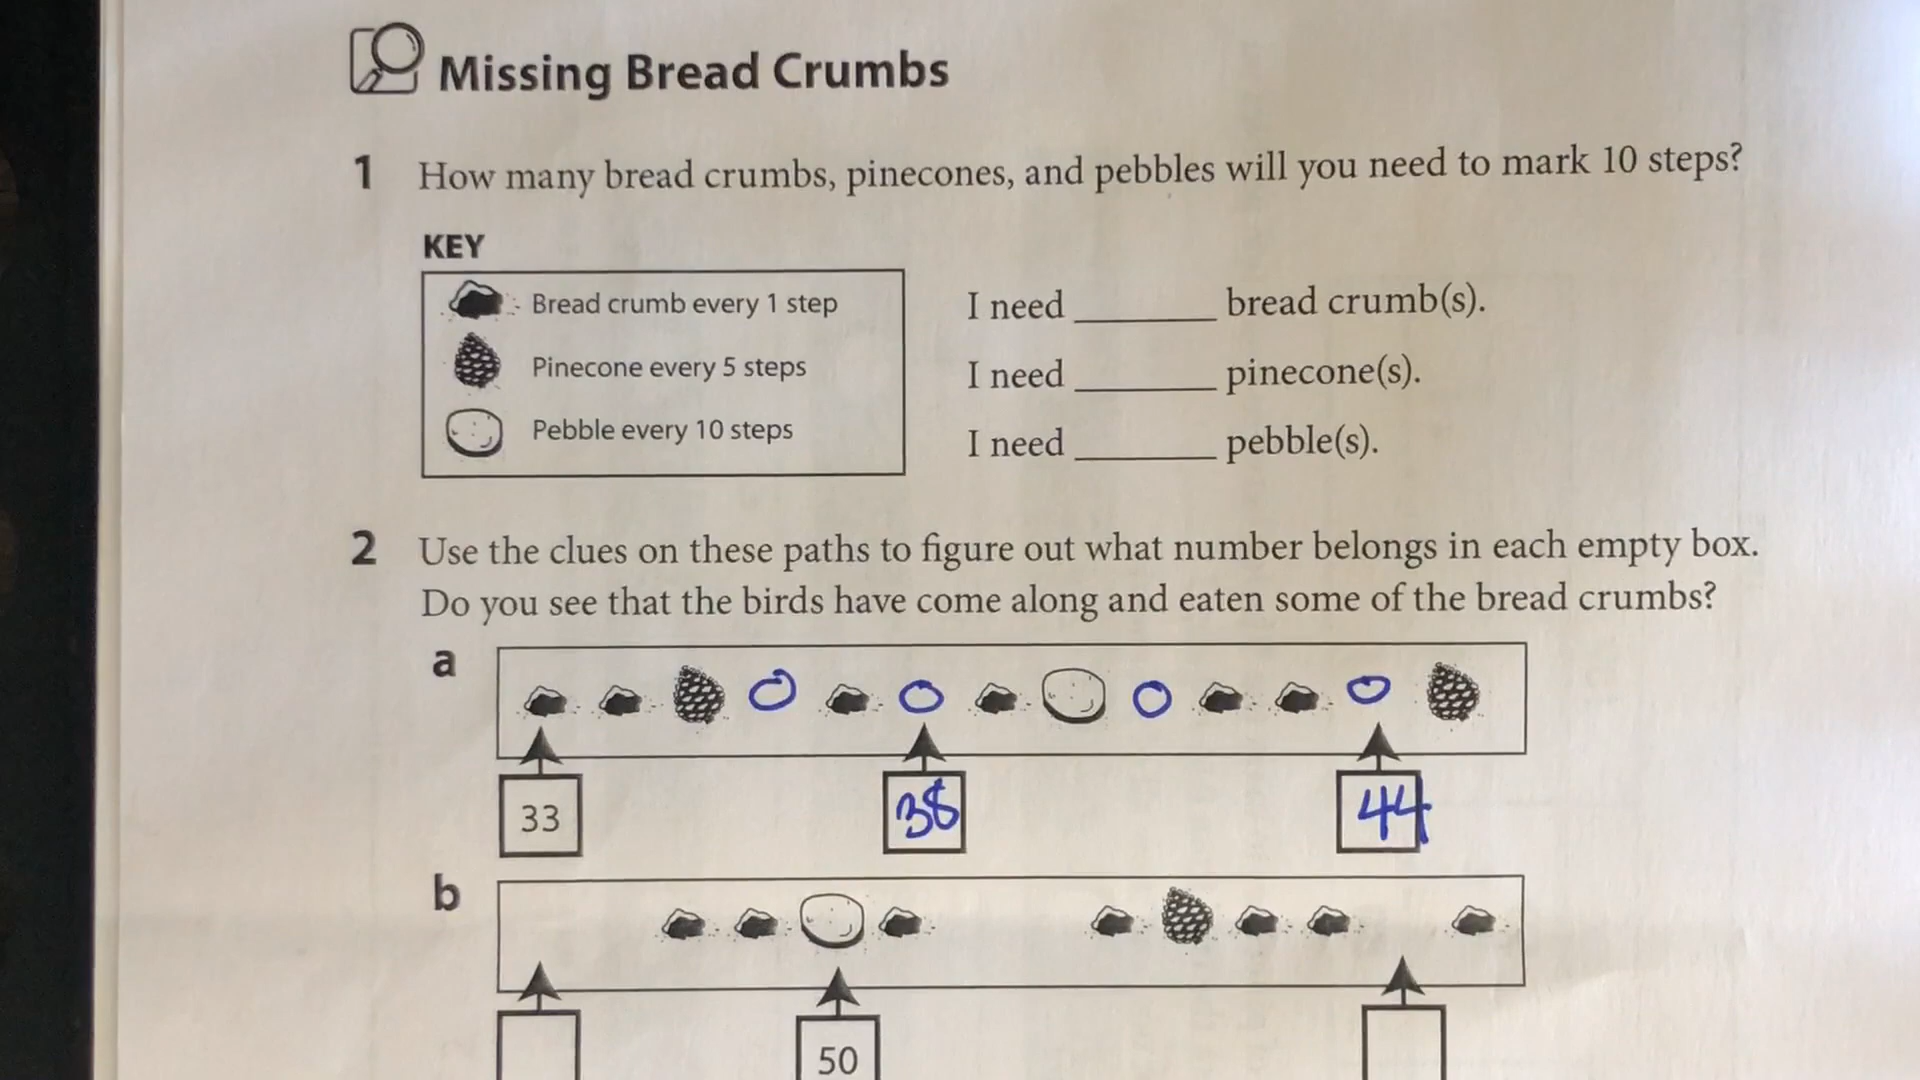 Missing Bread Crumbs
1 How many bread crumbs, pinecones, and pebbles will you need to mark 10 steps?
KEY
Bread crumb every 1 step
Pinecone every 5 steps
Pebble every 10 steps
I need ______ bread crumb(s).
I need ______ pinecone(s).
I need ______ pebble(s).
2 Use the clues on these paths to figure out what number belongs in each empty box.
Do you see that the birds have come along and eaten some of the bread crumbs?
a
33 38 44
b
50